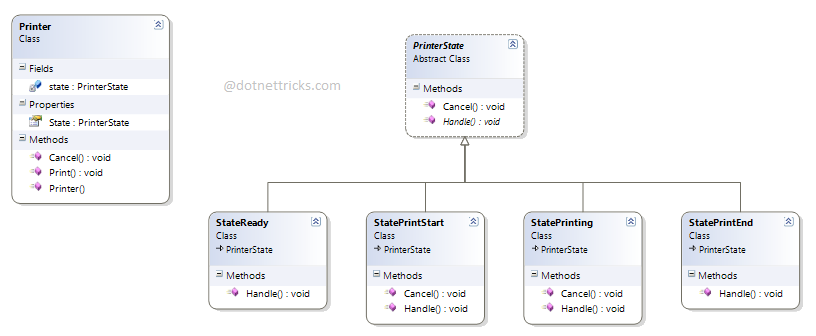 Printer
Class
Fields
state : PrinterState
Properties
State : PrinterState
Methods
Cancel() : void
Print() : void
Printer()
@dotnettricks.com
PrinterState
Abstract Class
Methods
Cancel() : void
Handle() : void
StateReady
Class
PrinterState
Methods
Handle() : void
StatePrintStart
Class
PrinterState
Methods
Cancel() : void
Handle() : void
StatePrinting
Class
PrinterState
Methods
Cancel() : void
Handle() : void
StatePrintEnd
Class
PrinterState
Methods
Handle() : void